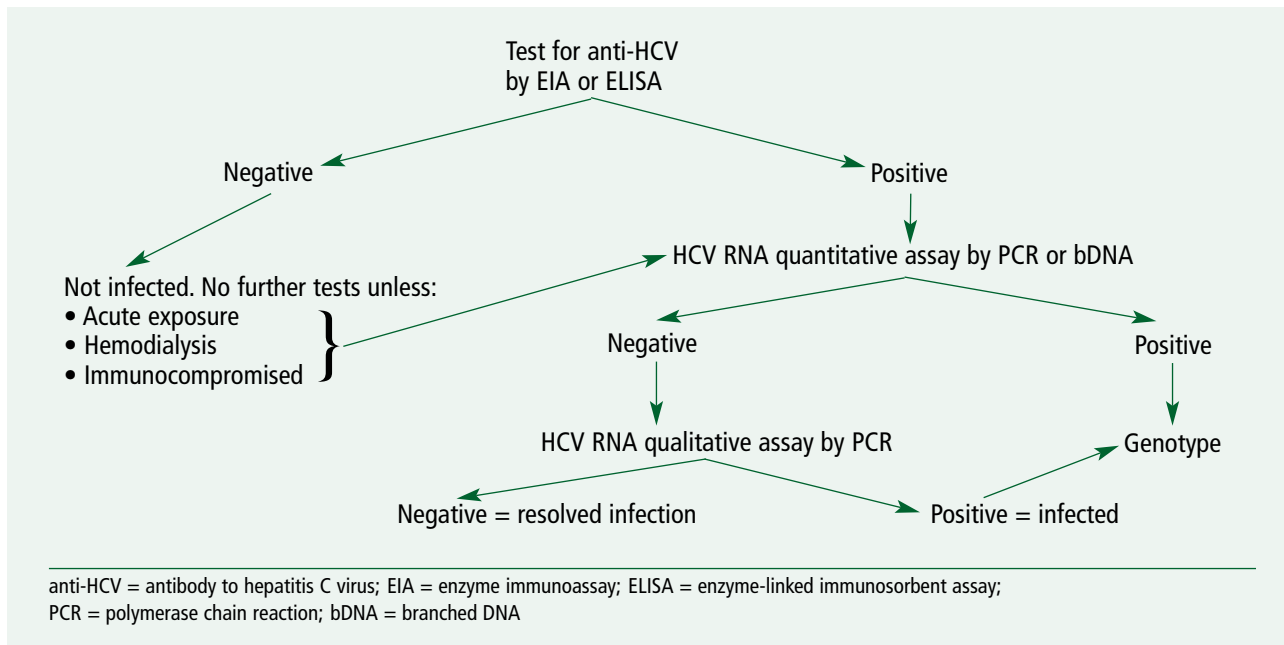 Test for anti-HCV
by EIA or ELISA
Negative
Positive
HCV RNA quantitative assay by PCR or bDNA
Not infected. No further tests unless:
• Acute exposure
• Hemodialysis
• Immunocompromised
Negative
Positive
HCV RNA qualitative assay by PCR
Genotype
Negative = resolved infection
Positive = infected
anti-HCV = antibody to hepatitis C virus; EIA = enzyme immunoassay; ELISA = enzyme-linked immunosorbent assay;
PCR = polymerase chain reaction; bDNA = branched DNA